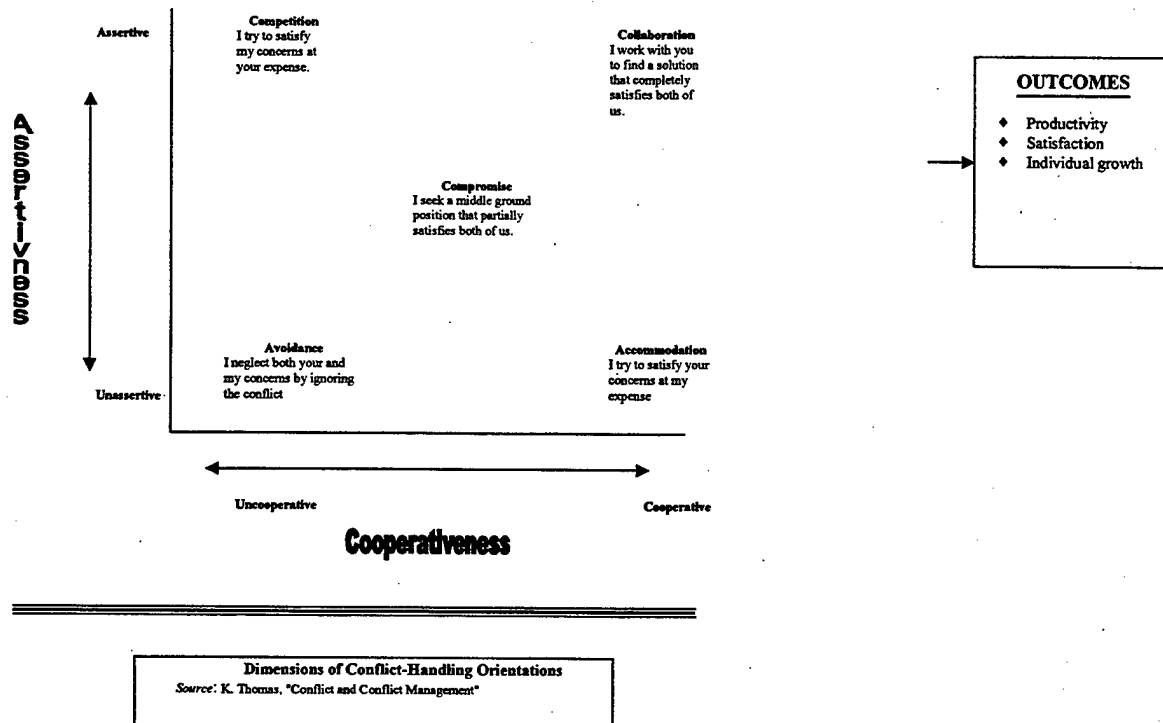 Assertive
Competition
I try to satisfy
my concerns at
your expense.
Collaboration
I work with you
to find a solution
that completely
satisfies both of
us.
OUTCOMES
♦ Productivity
♦ Satisfaction
♦ Individual growth
Assertivness
Compromise
I seek a middle ground
position that partially
satisfies both of us.
Avoidance
I neglect both your and
my concerns by ignoring
the conflict
Accommodation
I try to satisfy your
concerns at my
expense
Unassertive
Uncooperative
Cooperative
Cooperativeness
Dimensions of Conflict-Handling Orientations
Source: K. Thomas, "Conflict and Conflict Management"